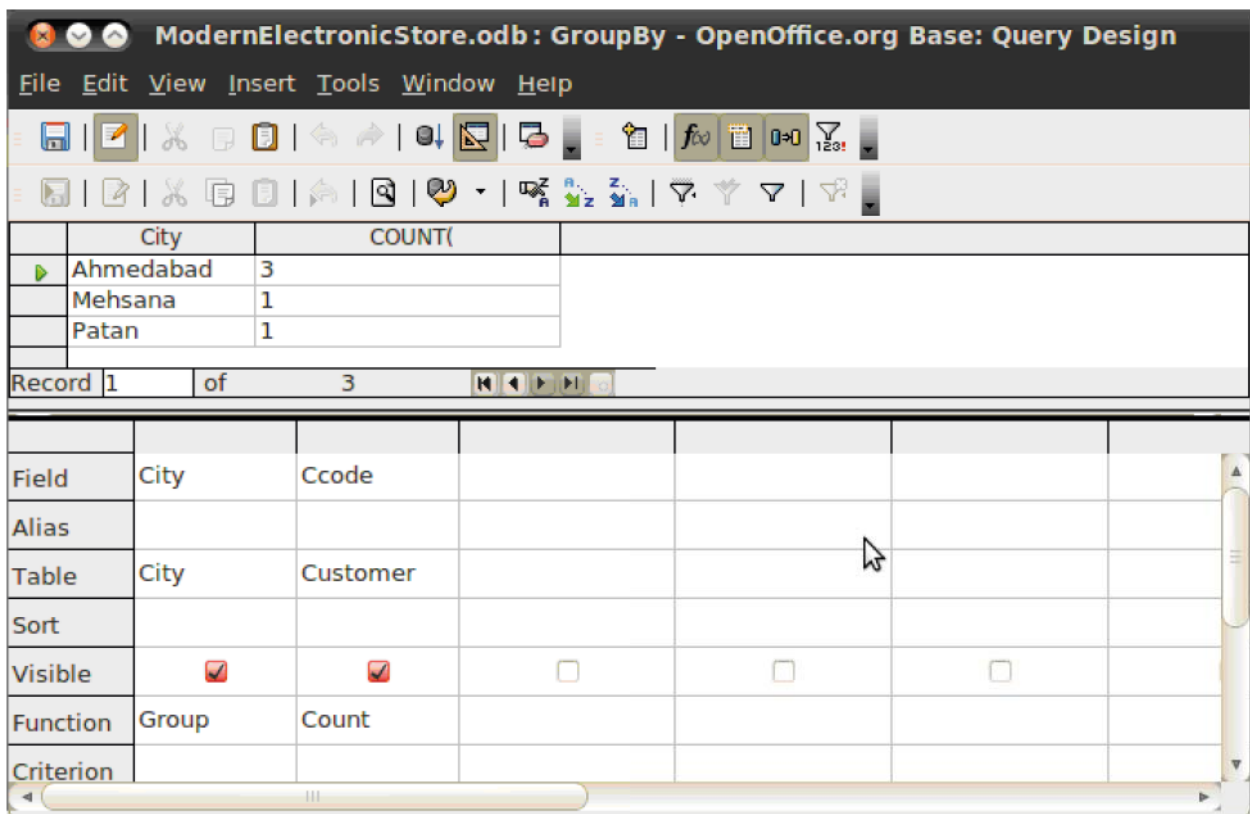 ModernElectronicStore.odb : GroupBy - OpenOffice.org Base: Query Design
File Edit View Insert Tools Window Help
City COUNT(
Ahmedabad 3
Mehsana 1
Patan 1
Record 1 of 3
Field City Ccode
Alias
Table City Customer
Sort
Visible
Function Group Count
Criterion